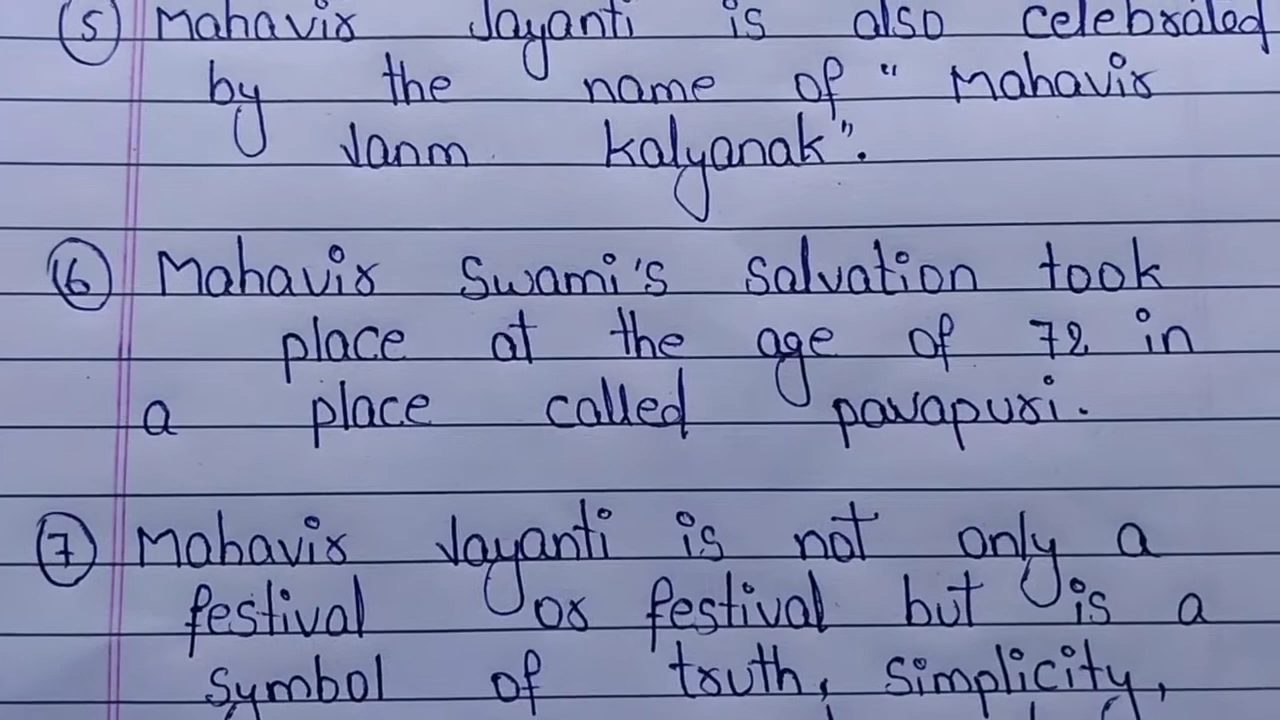 (5) Mahavir Jayanti is also celebrated
by the name of "Mahavir
Janm Kalyanak".
(6) Mahavir Swami's salvation took
place at the age of 72 in
a place called pavapuri.
(7) Mahavir Jayanti is not only a
festival or festival but is a
symbol of truth, simplicity,